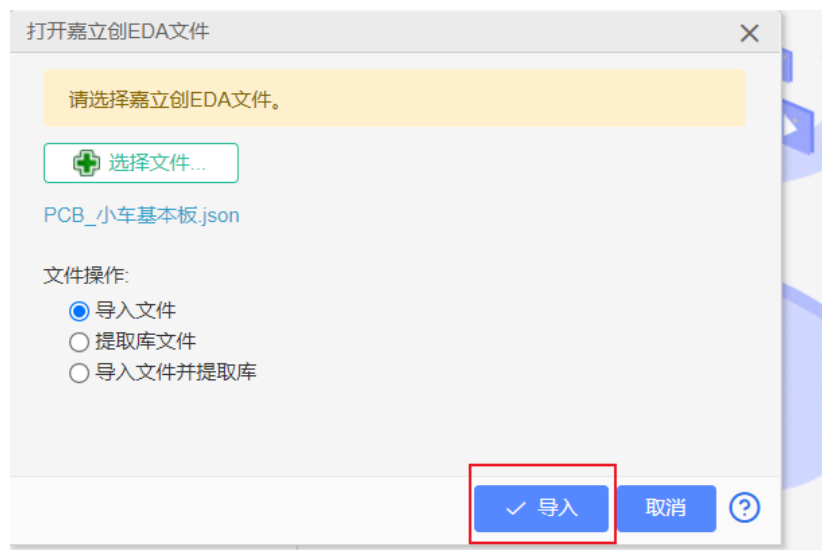 打开嘉立创EDA文件
请选择嘉立创EDA文件。
选择文件...
PCB_小车基本板.json
文件操作:
导入文件
提取库文件
导入文件并提取库
导入 取消 ?